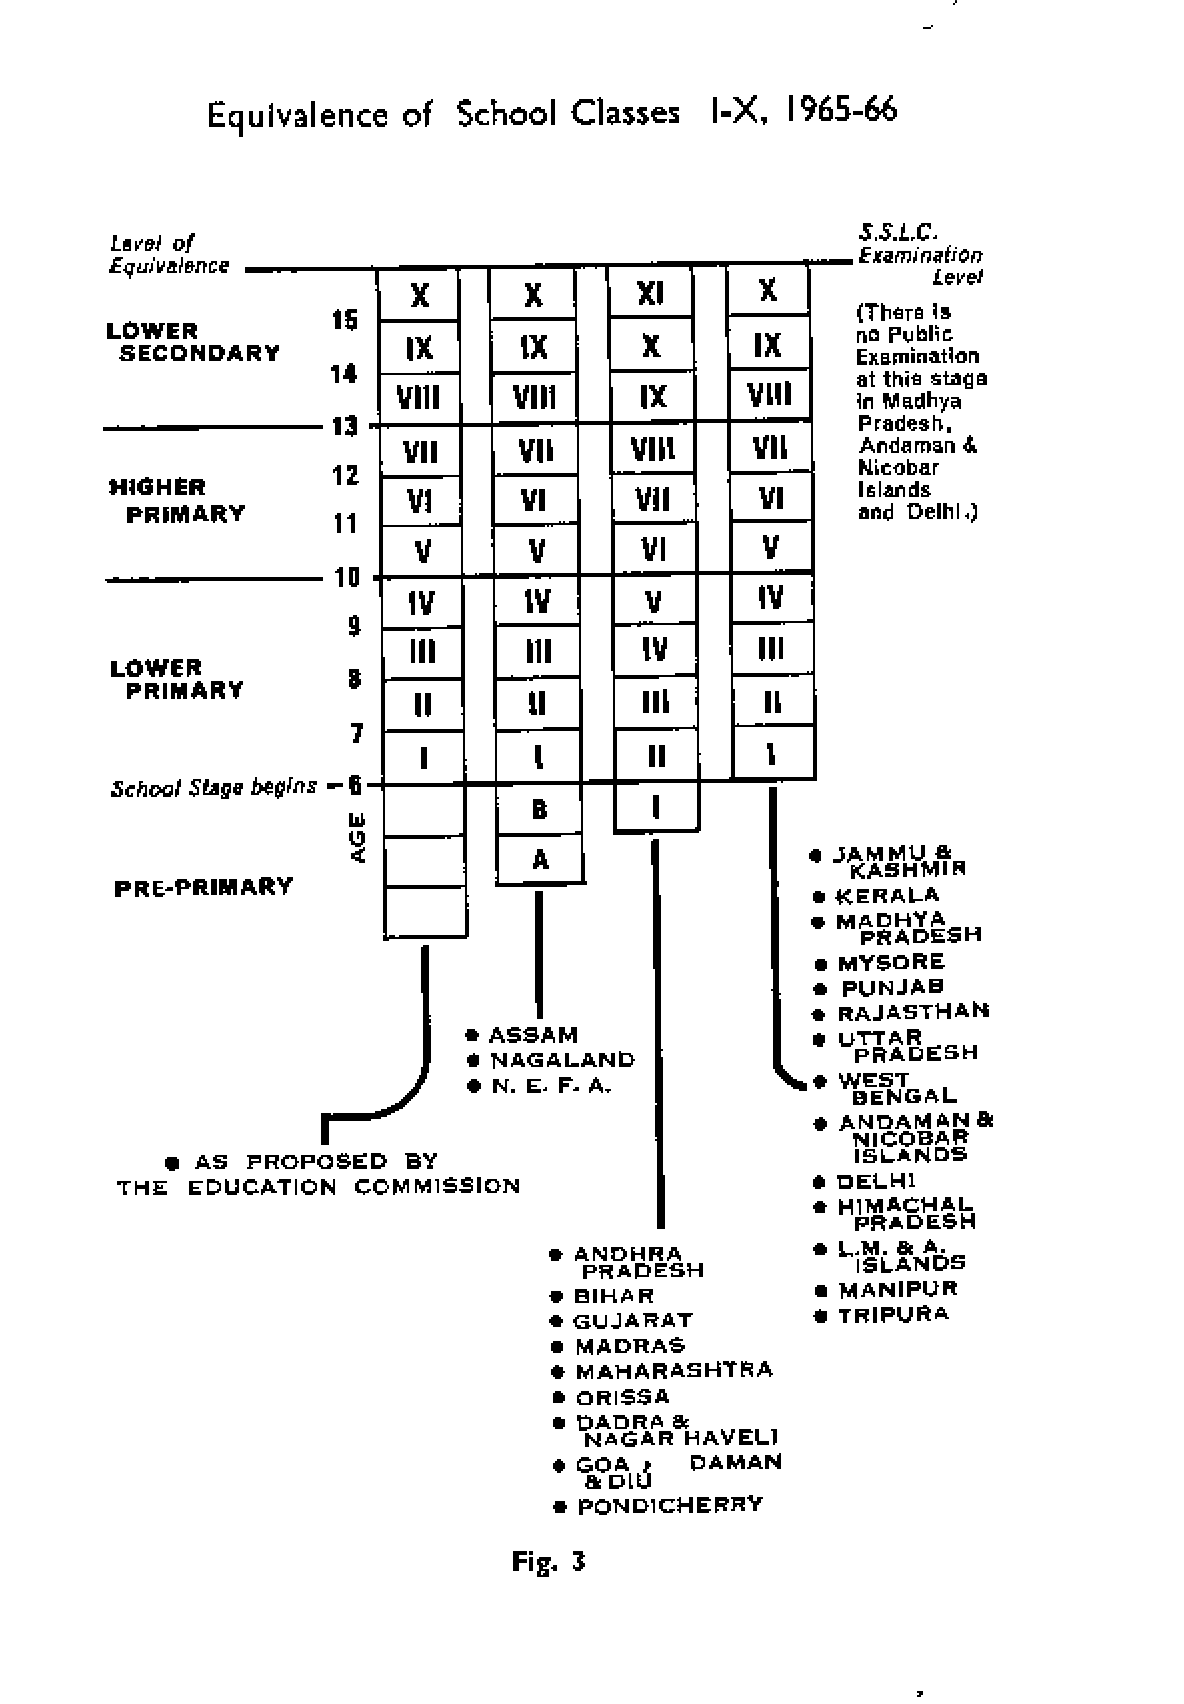 Equivalence of School Classes I-X, 1965-66
Level of
Equivalence
S.S.L.C.
Examination
Level
(There is
no Public
Examination
at this stage
in Madhya
Pradesh,
Andaman &
Nicobar
Islands
and Delhi.)
X X XI X
15
LOWER
SECONDARY
IX IX X IX
14
VIII VIII IX VIII
13
VII VII VIII VII
12
HIGHER
PRIMARY
VI VI VII VI
11
V V VI V
10
IV IV V IV
9
III III IV III
LOWER
PRIMARY
8
II II III II
7
I I II I
School Stage begins - 6
B I
AGE
A
PRE-PRIMARY
• ASSAM
• NAGALAND
• N. E. F. A.
• AS PROPOSED BY
THE EDUCATION COMMISSION
• ANDHRA
PRADESH
• BIHAR
• GUJARAT
• MADRAS
• MAHARASHTRA
• ORISSA
• DADRA &
NAGAR HAVELI
• GOA, DAMAN
& DIU
• PONDICHERRY
• JAMMU &
KASHMIR
• KERALA
• MADHYA
PRADESH
• MYSORE
• PUNJAB
• RAJASTHAN
• UTTAR
PRADESH
• WEST
BENGAL
• ANDAMAN &
NICOBAR
ISLANDS
• DELHI
• HIMACHAL
PRADESH
• L.M. & A.
ISLANDS
• MANIPUR
• TRIPURA
Fig. 3